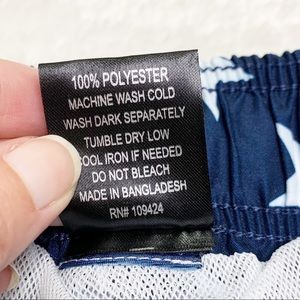 100% POLYESTER
MACHINE WASH COLD
WASH DARK SEPARATELY
TUMBLE DRY LOW
COOL IRON IF NEEDED
DO NOT BLEACH
MADE IN BANGLADESH
RN# 109424